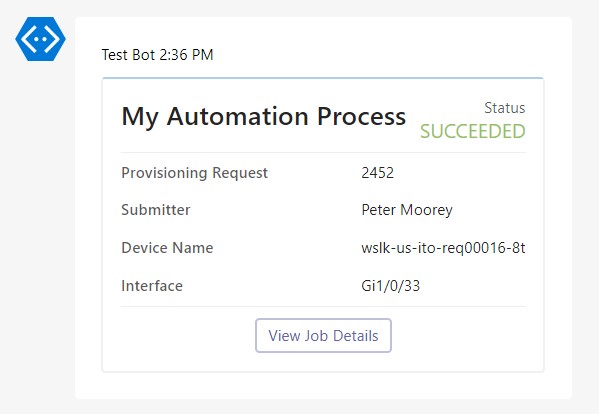 Test Bot 2:36 PM
My Automation Process
Status
SUCCEEDED
Provisioning Request 2452
Submitter Peter Moorey
Device Name wslk-us-ito-req00016-8t
Interface Gi1/0/33
View Job Details